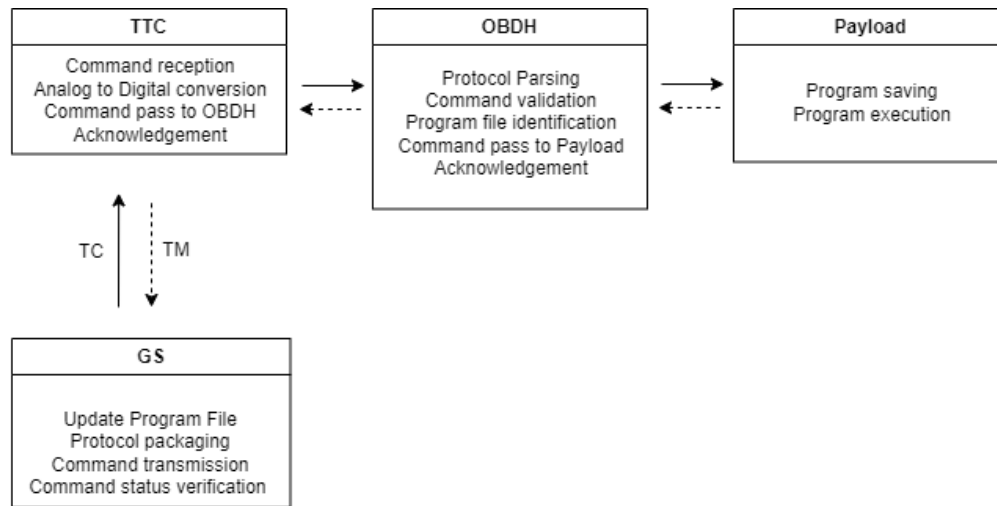 TTC
Command reception
Analog to Digital conversion
Command pass to OBDH
Acknowledgement
OBDH
Protocol Parsing
Command validation
Program file identification
Command pass to Payload
Acknowledgement
Payload
Program saving
Program execution
TC
TM
GS
Update Program File
Protocol packaging
Command transmission
Command status verification